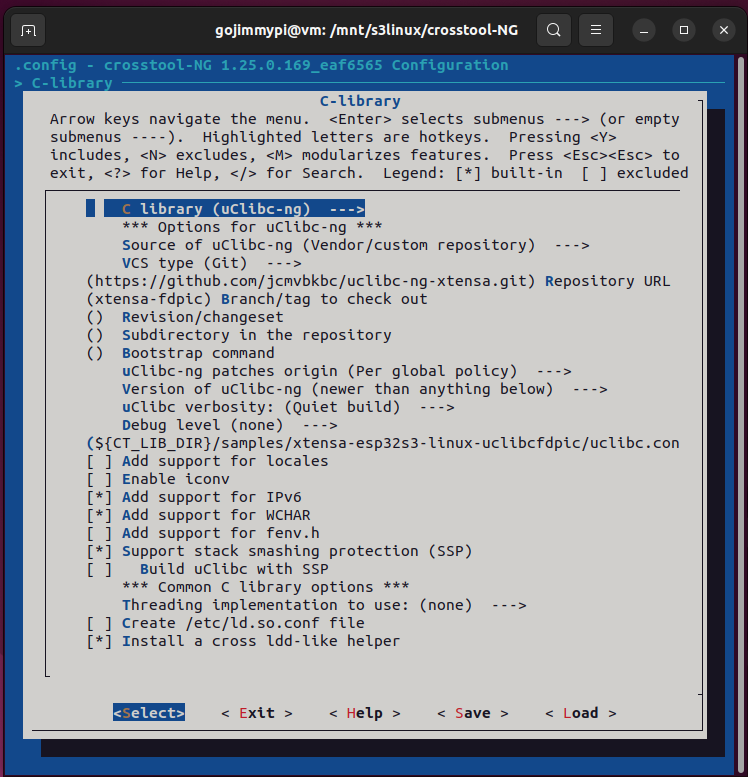 gojimmypi@vm: /mnt/s3linux/crosstool-NG
.config - crosstool-NG 1.25.0.169_eaf6565 Configuration
> C-library
C-library
Arrow keys navigate the menu.  <Enter> selects submenus ---> (or empty
submenus ----).  Highlighted letters are hotkeys.  Pressing <Y>
includes, <N> excludes, <M> modularizes features.  Press <Esc><Esc> to
exit, <?> for Help, </> for Search.  Legend: [*] built-in  [ ] excluded
C library (uClibc-ng)  --->
*** Options for uClibc-ng ***
Source of uClibc-ng (Vendor/custom repository)  --->
VCS type (Git)  --->
(https://github.com/jcmvbkbc/uclibc-ng-xtensa.git) Repository URL
(xtensa-fdpic) Branch/tag to check out
()  Revision/changeset
()  Subdirectory in the repository
()  Bootstrap command
uClibc-ng patches origin (Per global policy)  --->
Version of uClibc-ng (newer than anything below)  --->
uClibc verbosity: (Quiet build)  --->
Debug level (none)  --->
(${CT_LIB_DIR}/samples/xtensa-esp32s3-linux-uclibcfdpic/uclibc.con
[ ] Add support for locales
[ ] Enable iconv
[*] Add support for IPv6
[*] Add support for WCHAR
[ ] Add support for fenv.h
[*] Support stack smashing protection (SSP)
[ ]   Build uClibc with SSP
*** Common C library options ***
Threading implementation to use: (none)  --->
[ ] Create /etc/ld.so.conf file
[*] Install a cross ldd-like helper
<Select>    < Exit >    < Help >    < Save >    < Load >